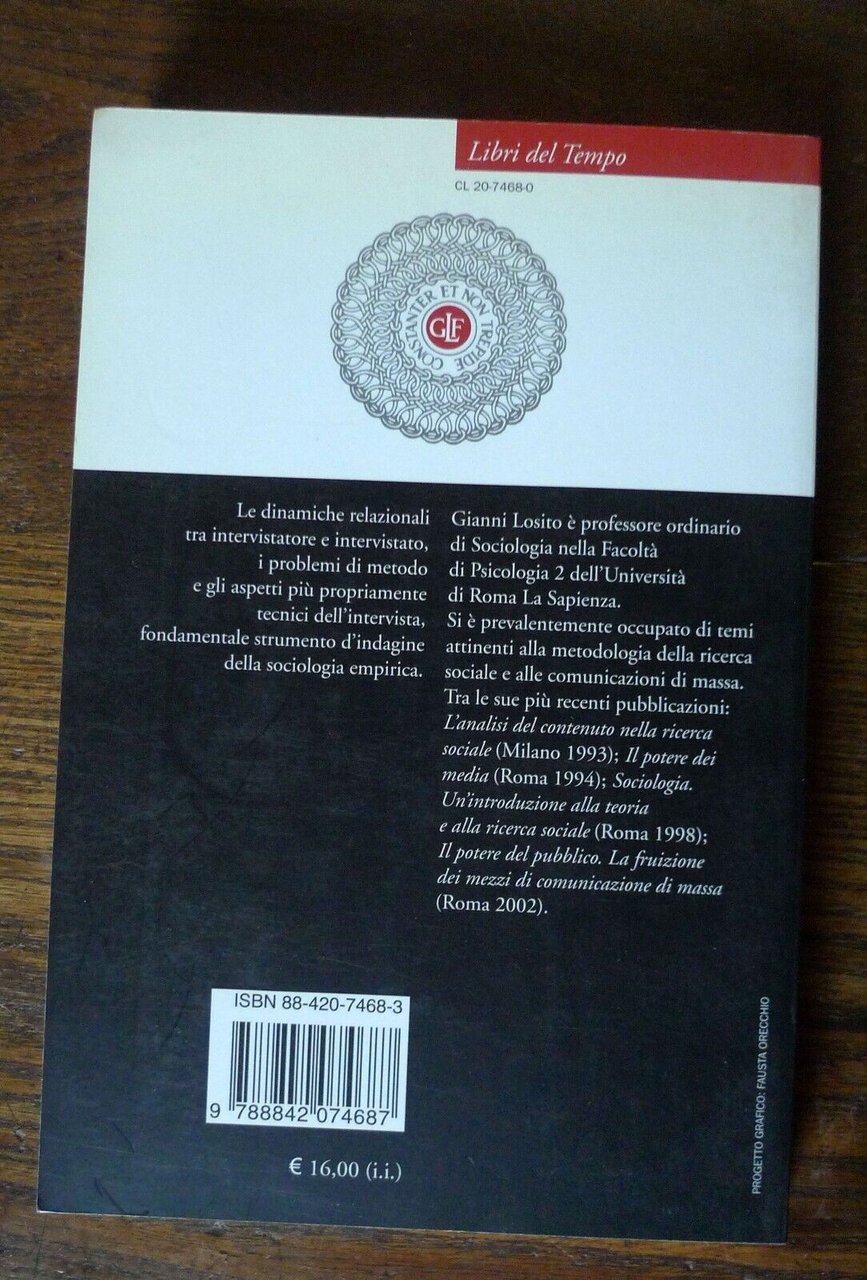 Libri del Tempo
CL 20-7468-0
CONSTANTER ET NON TREPIDE
GLF
Le dinamiche relazionali
tra intervistatore e intervistato,
i problemi di metodo
e gli aspetti più propriamente
tecnici dell'intervista,
fondamentale strumento d'indagine
della sociologia empirica.
Gianni Losito è professore ordinario
di Sociologia nella Facoltà
di Psicologia 2 dell'Università
di Roma La Sapienza.
Si è prevalentemente occupato di temi
attinenti alla metodologia della ricerca
sociale e alle comunicazioni di massa.
Tra le sue più recenti pubblicazioni:
L'analisi del contenuto nella ricerca
sociale (Milano 1993); Il potere dei
media (Roma 1994); Sociologia.
Un'introduzione alla teoria
e alla ricerca sociale (Roma 1998);
Il potere del pubblico. La fruizione
dei mezzi di comunicazione di massa
(Roma 2002).
ISBN 88-420-7468-3
9 788842 074687
€ 16,00 (i.i.)
PROGETTO GRAFICO: FAUSTA ORECCHIO